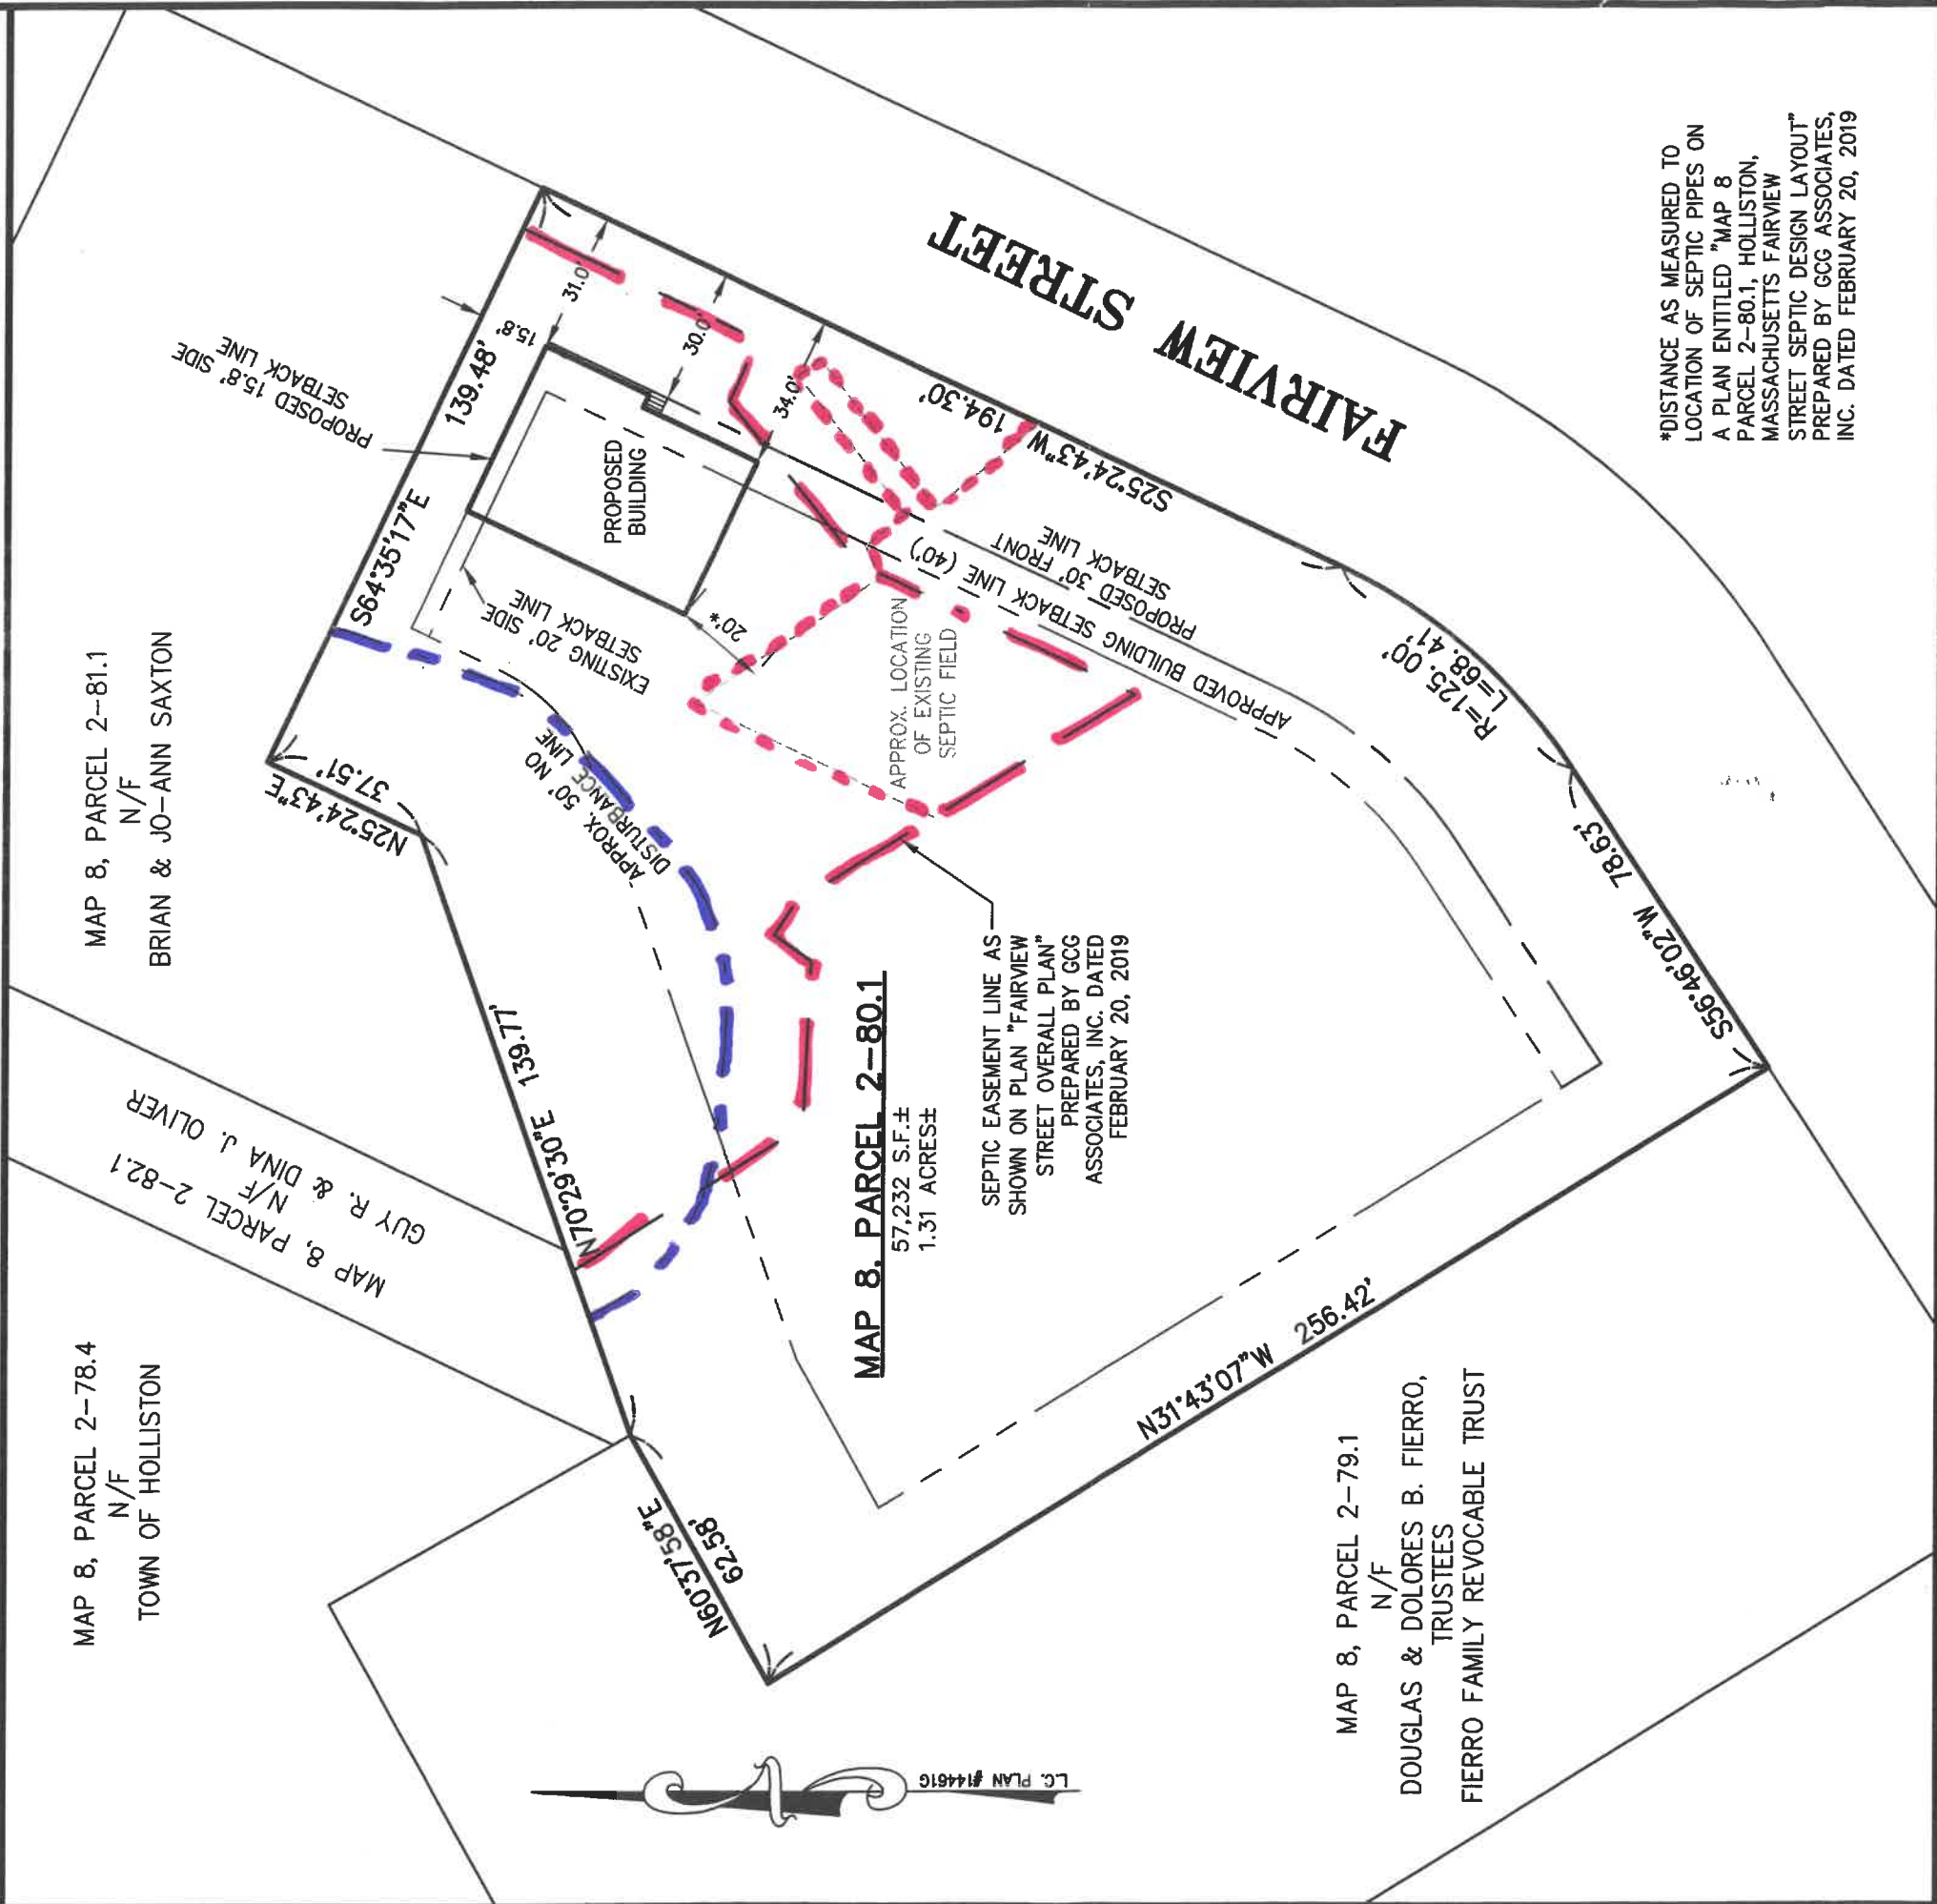 MAP 8, PARCEL 2-78.4
N/F
TOWN OF HOLLISTON
MAP 8, PARCEL 2-82.1
N/F
GUY R. & DINA J. OLIVER
MAP 8, PARCEL 2-81.1
N/F
BRIAN & JO-ANN SAXTON
PROPOSED 15.8' SIDE
SETBACK LINE
139.48'
S64°35'17"E
15.8'
31.0'
30.0'
34.0'
PROPOSED
BUILDING
EXISTING 20' SIDE
SETBACK LINE
20'*
N25°24'43"E
37.51'
APPROX. 50' NO
DISTURBANCE LINE
N70°29'30"E 139.77'
N60°37'58"E
62.58'
APPROX. LOCATION
OF EXISTING
SEPTIC FIELD
APPROVED BUILDING SETBACK LINE (40')
PROPOSED 30' FRONT
SETBACK LINE
S25°24'43"W 194.30'
FAIRVIEW STREET
R=125.00'
L=68.41'
S56°46'02"W 78.63'
MAP 8, PARCEL 2-80.1
57,232 S.F.±
1.31 ACRES±
SEPTIC EASEMENT LINE AS
SHOWN ON PLAN "FAIRVIEW
STREET OVERALL PLAN"
PREPARED BY GCG
ASSOCIATES, INC. DATED
FEBRUARY 20, 2019
N31°43'07"W 256.42'
MAP 8, PARCEL 2-79.1
N/F
DOUGLAS & DOLORES B. FIERRO,
TRUSTEES
FIERRO FAMILY REVOCABLE TRUST
L.C. PLAN #14461G
*DISTANCE AS MEASURED TO
LOCATION OF SEPTIC PIPES ON
A PLAN ENTITLED "MAP 8
PARCEL 2-80.1, HOLLISTON,
MASSACHUSETTS FAIRVIEW
STREET SEPTIC DESIGN LAYOUT"
PREPARED BY GCG ASSOCIATES,
INC. DATED FEBRUARY 20, 2019